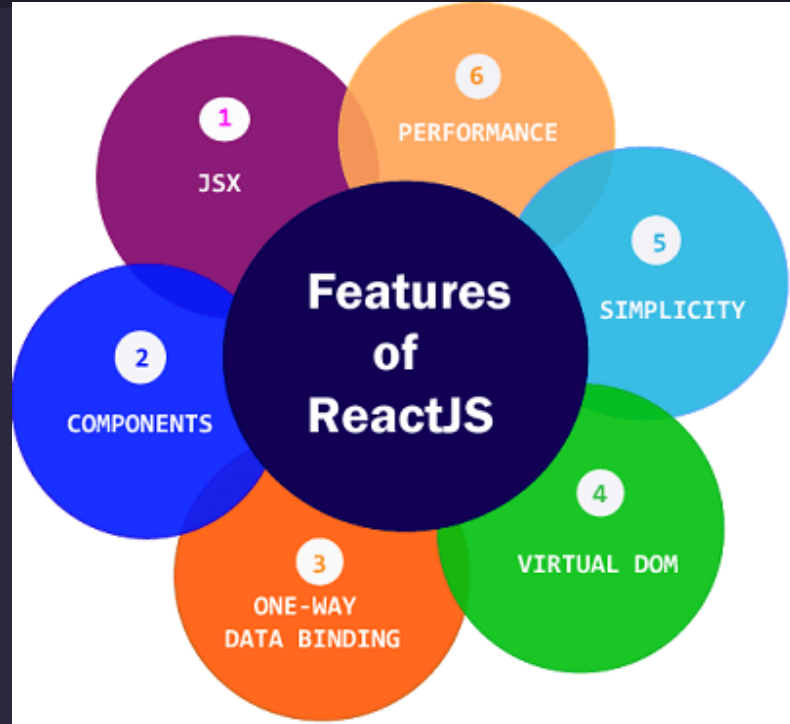 Features
of
ReactJS
1
JSX
2
COMPONENTS
3
ONE-WAY
DATA BINDING
4
VIRTUAL DOM
5
SIMPLICITY
6
PERFORMANCE